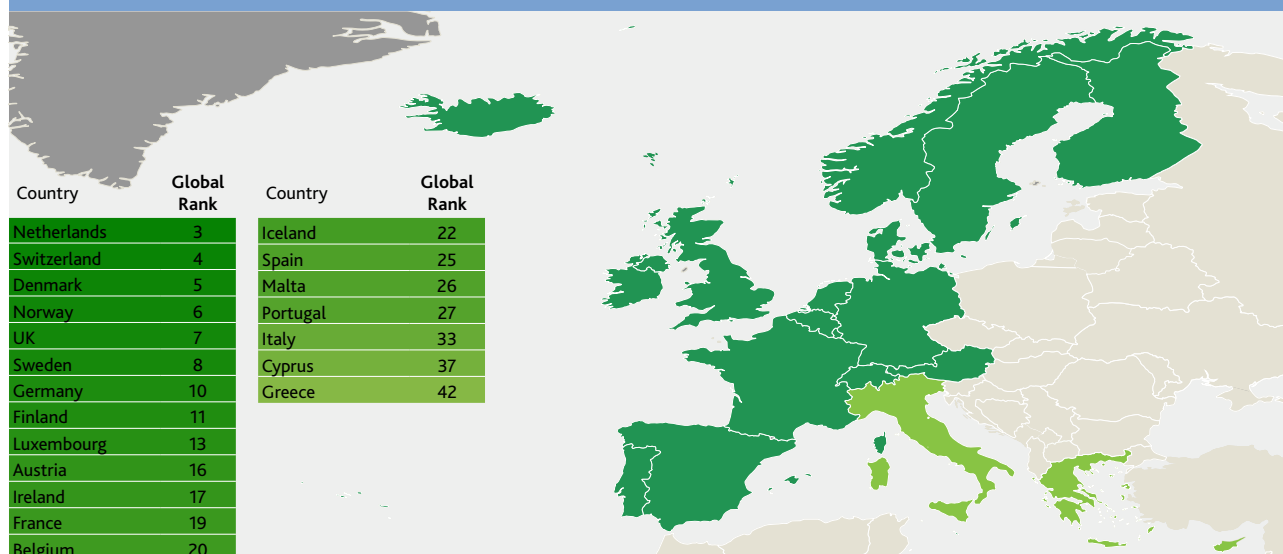 Country Global Rank
Netherlands 3
Switzerland 4
Denmark 5
Norway 6
UK 7
Sweden 8
Germany 10
Finland 11
Luxembourg 13
Austria 16
Ireland 17
France 19
Belgium 20
Country Global Rank
Iceland 22
Spain 25
Malta 26
Portugal 27
Italy 33
Cyprus 37
Greece 42